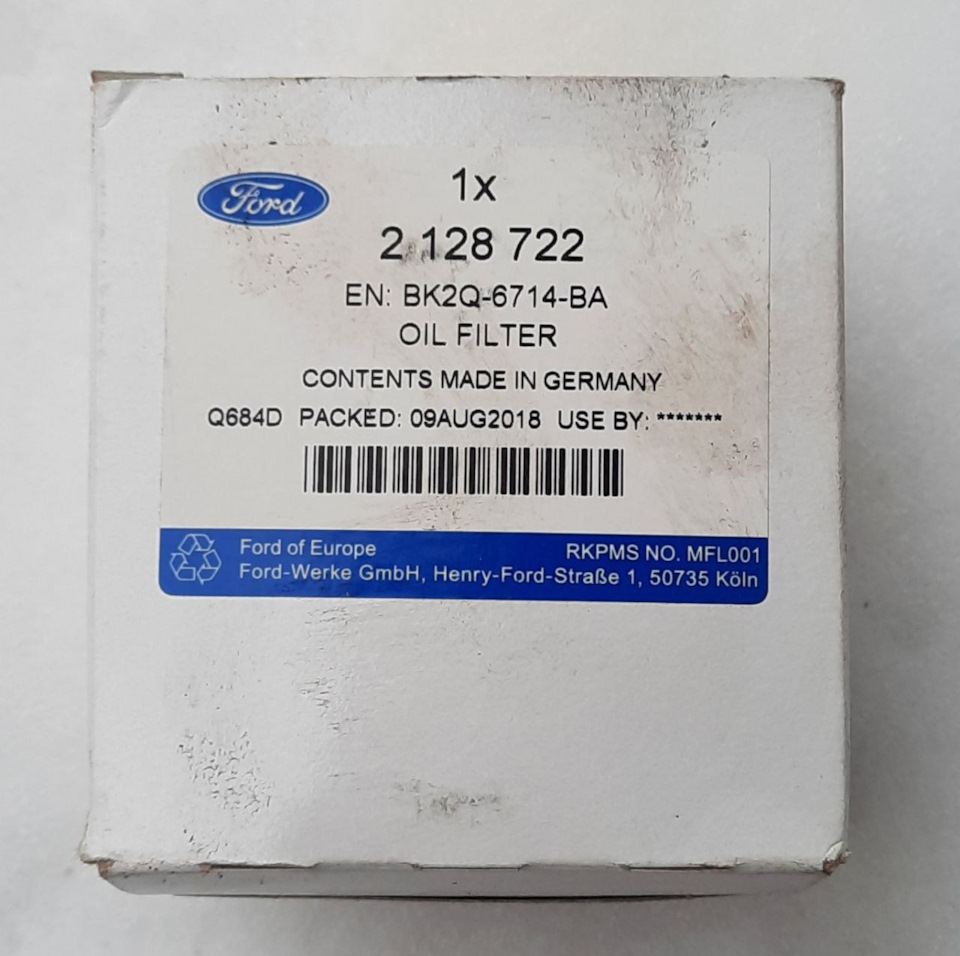 Ford
1x
2 128 722
EN: BK2Q-6714-BA
OIL FILTER
CONTENTS MADE IN GERMANY
Q684D PACKED: 09AUG2018 USE BY: *******
Ford of Europe
RKPMS NO. MFL001
Ford-Werke GmbH, Henry-Ford-Straße 1, 50735 Köln